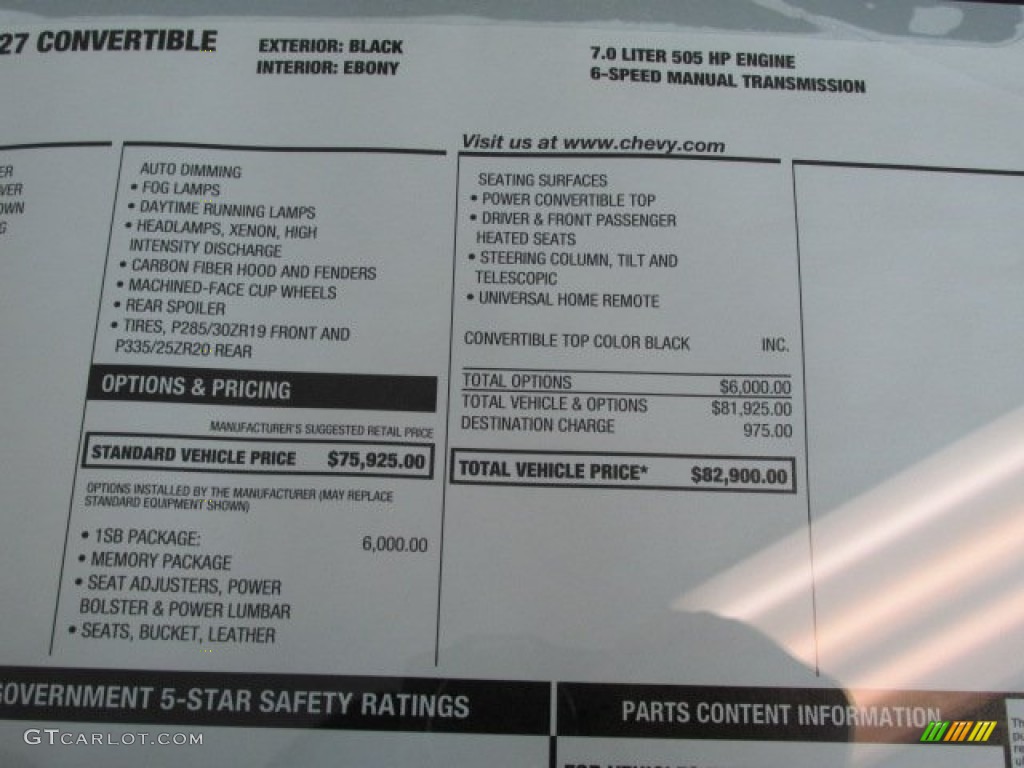 27 CONVERTIBLE
EXTERIOR: BLACK
INTERIOR: EBONY
7.0 LITER 505 HP ENGINE
6-SPEED MANUAL TRANSMISSION
Visit us at www.chevy.com
AUTO DIMMING
• FOG LAMPS
• DAYTIME RUNNING LAMPS
• HEADLAMPS, XENON, HIGH
INTENSITY DISCHARGE
• CARBON FIBER HOOD AND FENDERS
• MACHINED-FACE CUP WHEELS
• REAR SPOILER
• TIRES, P285/30ZR19 FRONT AND
P335/25ZR20 REAR
OPTIONS & PRICING
MANUFACTURER'S SUGGESTED RETAIL PRICE
STANDARD VEHICLE PRICE $75,925.00
OPTIONS INSTALLED BY THE MANUFACTURER (MAY REPLACE
STANDARD EQUIPMENT SHOWN)
• 1SB PACKAGE: 6,000.00
• MEMORY PACKAGE
• SEAT ADJUSTERS, POWER
BOLSTER & POWER LUMBAR
• SEATS, BUCKET, LEATHER
SEATING SURFACES
• POWER CONVERTIBLE TOP
• DRIVER & FRONT PASSENGER
HEATED SEATS
• STEERING COLUMN, TILT AND
TELESCOPIC
• UNIVERSAL HOME REMOTE
CONVERTIBLE TOP COLOR BLACK INC.
TOTAL OPTIONS $6,000.00
TOTAL VEHICLE & OPTIONS $81,925.00
DESTINATION CHARGE 975.00
TOTAL VEHICLE PRICE* $82,900.00
GOVERNMENT 5-STAR SAFETY RATINGS
PARTS CONTENT INFORMATION
GTCARLOT.COM